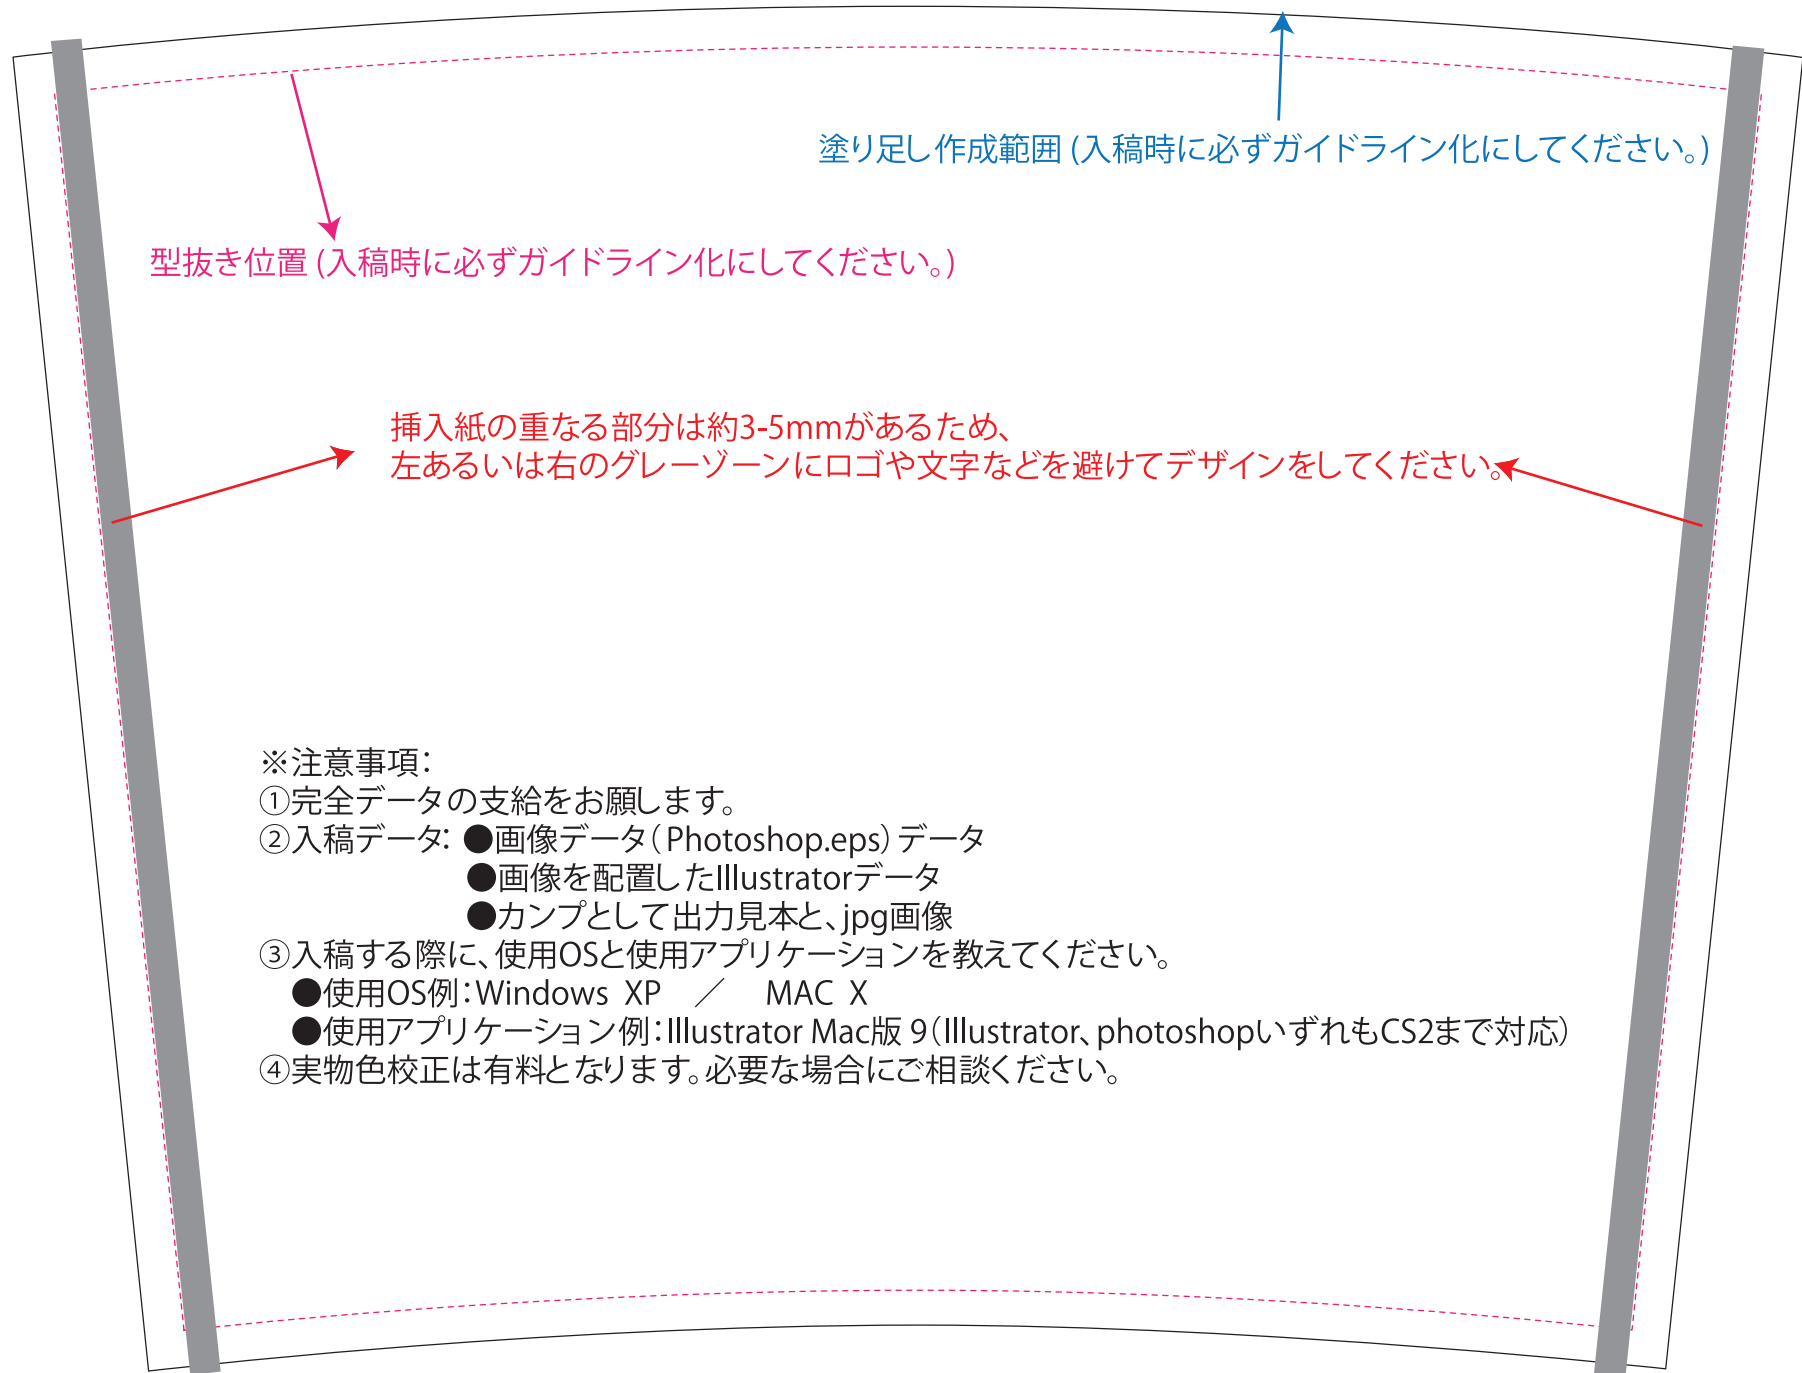 塗り足し作成範囲 (入稿時に必ずガイドライン化にしてください。)
型抜き位置 (入稿時に必ずガイドライン化にしてください。)
挿入紙の重なる部分は約3-5mmがあるため、
左あるいは右のグレーゾーンにロゴや文字などを避けてデザインをしてください。
※注意事項：
①完全データの支給をお願します。
②入稿データ： ●画像データ（Photoshop.eps）データ
●画像を配置したIllustratorデータ
●カンプとして出力見本と、jpg画像
③入稿する際に、使用OSと使用アプリケーションを教えてください。
●使用OS例：Windows XP ／ MAC X
●使用アプリケーション例：Illustrator Mac版 9（Illustrator、photoshopいずれもCS2まで対応）
④実物色校正は有料となります。必要な場合にご相談ください。